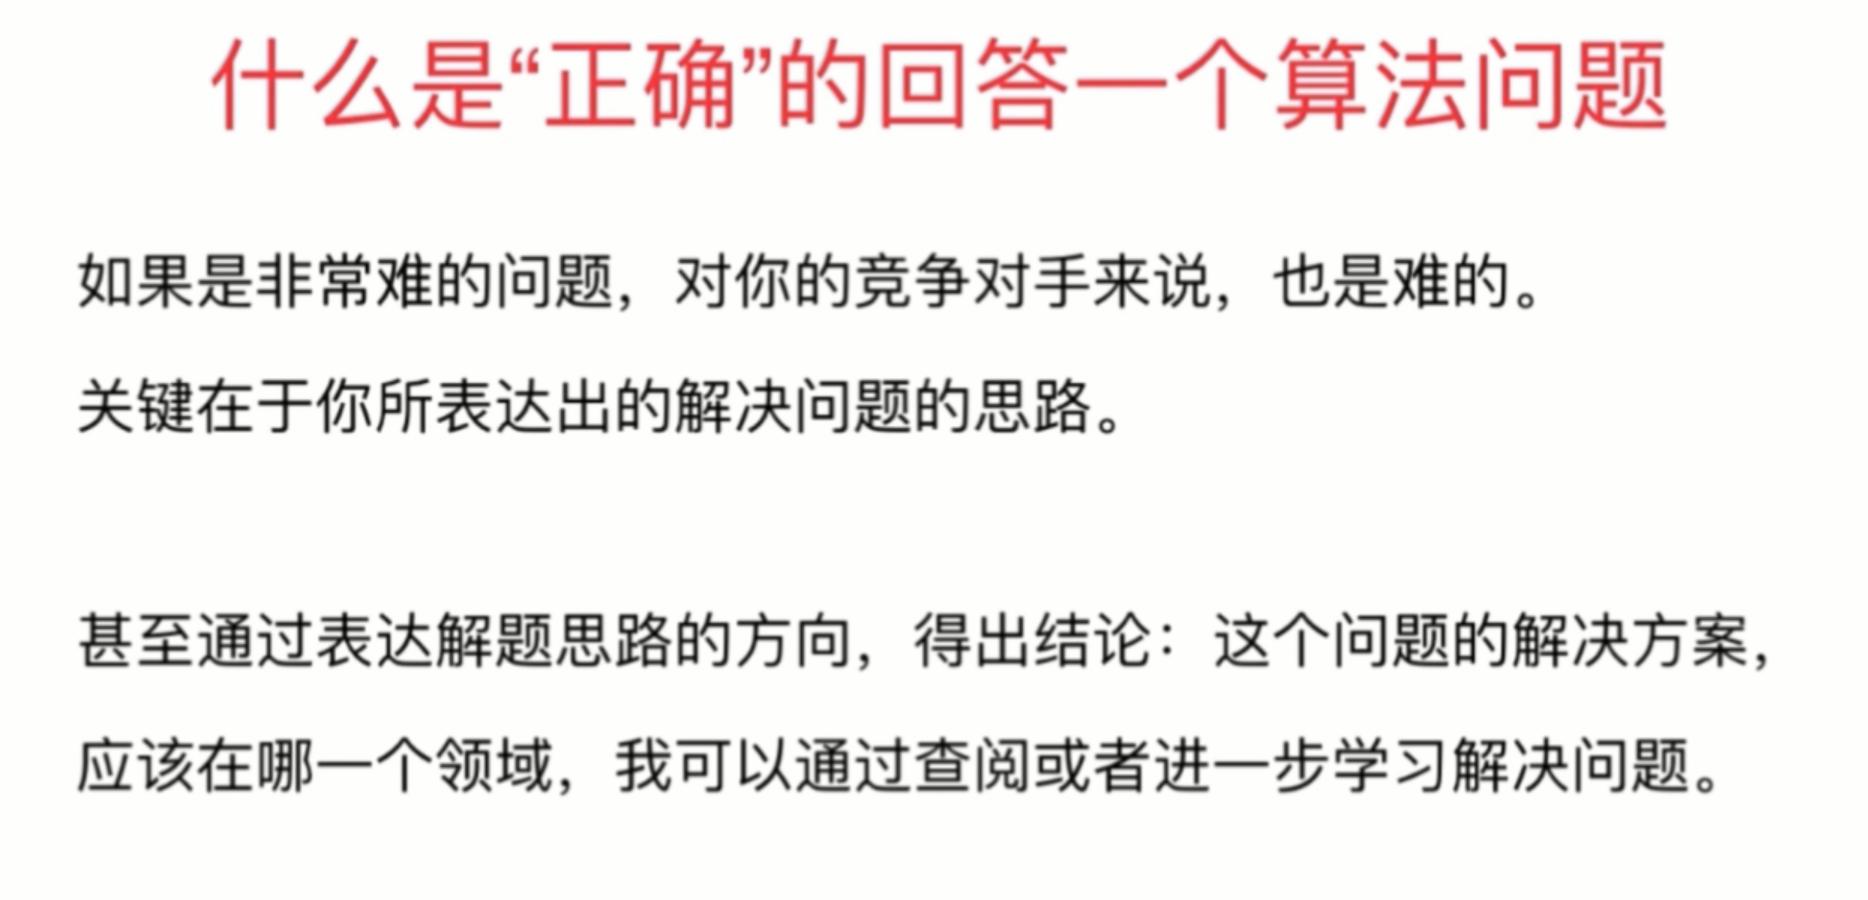 什么是“正确”的回答一个算法问题
如果是非常难的问题，对你的竞争对手来说，也是难的。
关键在于你所表达出的解决问题的思路。
甚至通过表达解题思路的方向，得出结论：这个问题的解决方案，
应该在哪一个领域，我可以通过查阅或者进一步学习解决问题。